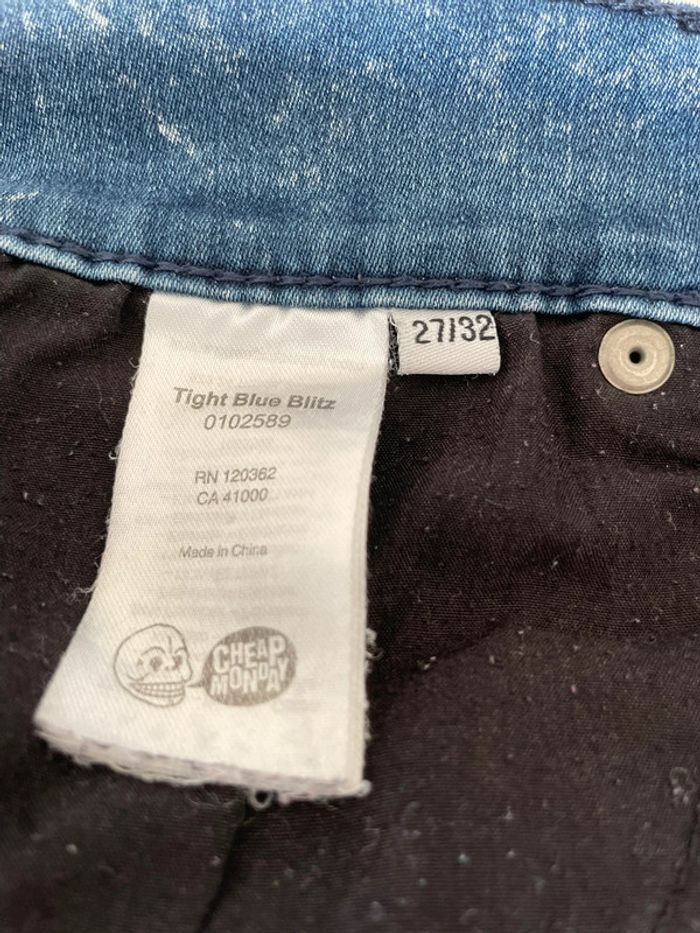 27/32
Tight Blue Blitz
0102589
RN 120362
CA 41000
Made in China
CHEAP
MONDAY